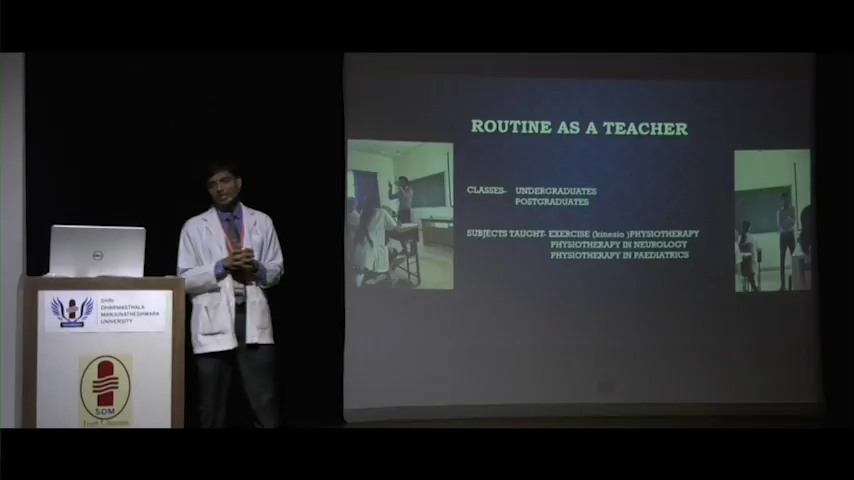 ROUTINE AS A TEACHER
CLASSES- UNDERGRADUATES
POSTGRADUATES
SUBJECTS TAUGHT- EXERCISE (kinesio )PHYSIOTHERAPY
PHYSIOTHERAPY IN NEUROLOGY
PHYSIOTHERAPY IN PAEDIATRICS
DELL
SHRI
DHARMASTHALA
MANJUNATHESHWARA
UNIVERSITY
SDM